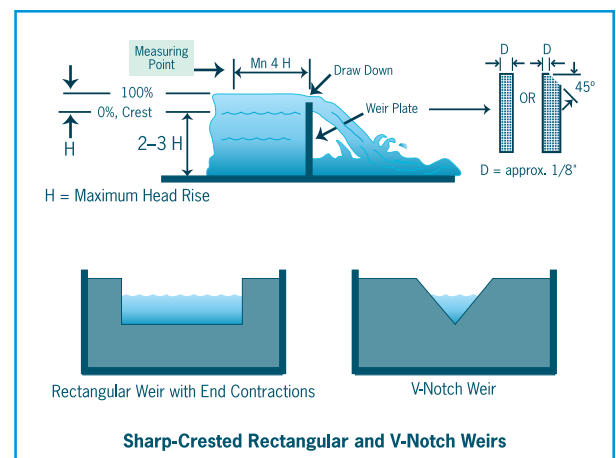 Measuring
Point
Mn 4 H
Draw Down
D D
100%
0%, Crest
Weir Plate
OR
45°
H
2–3 H
D = approx. 1/8"
H = Maximum Head Rise
Rectangular Weir with End Contractions
V-Notch Weir
Sharp-Crested Rectangular and V-Notch Weirs